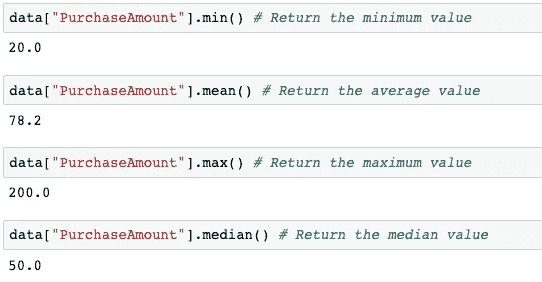 data["PurchaseAmount"].min() # Return the minimum value
20.0
data["PurchaseAmount"].mean() # Return the average value
78.2
data["PurchaseAmount"].max() # Return the maximum value
200.0
data["PurchaseAmount"].median() # Return the median value
50.0